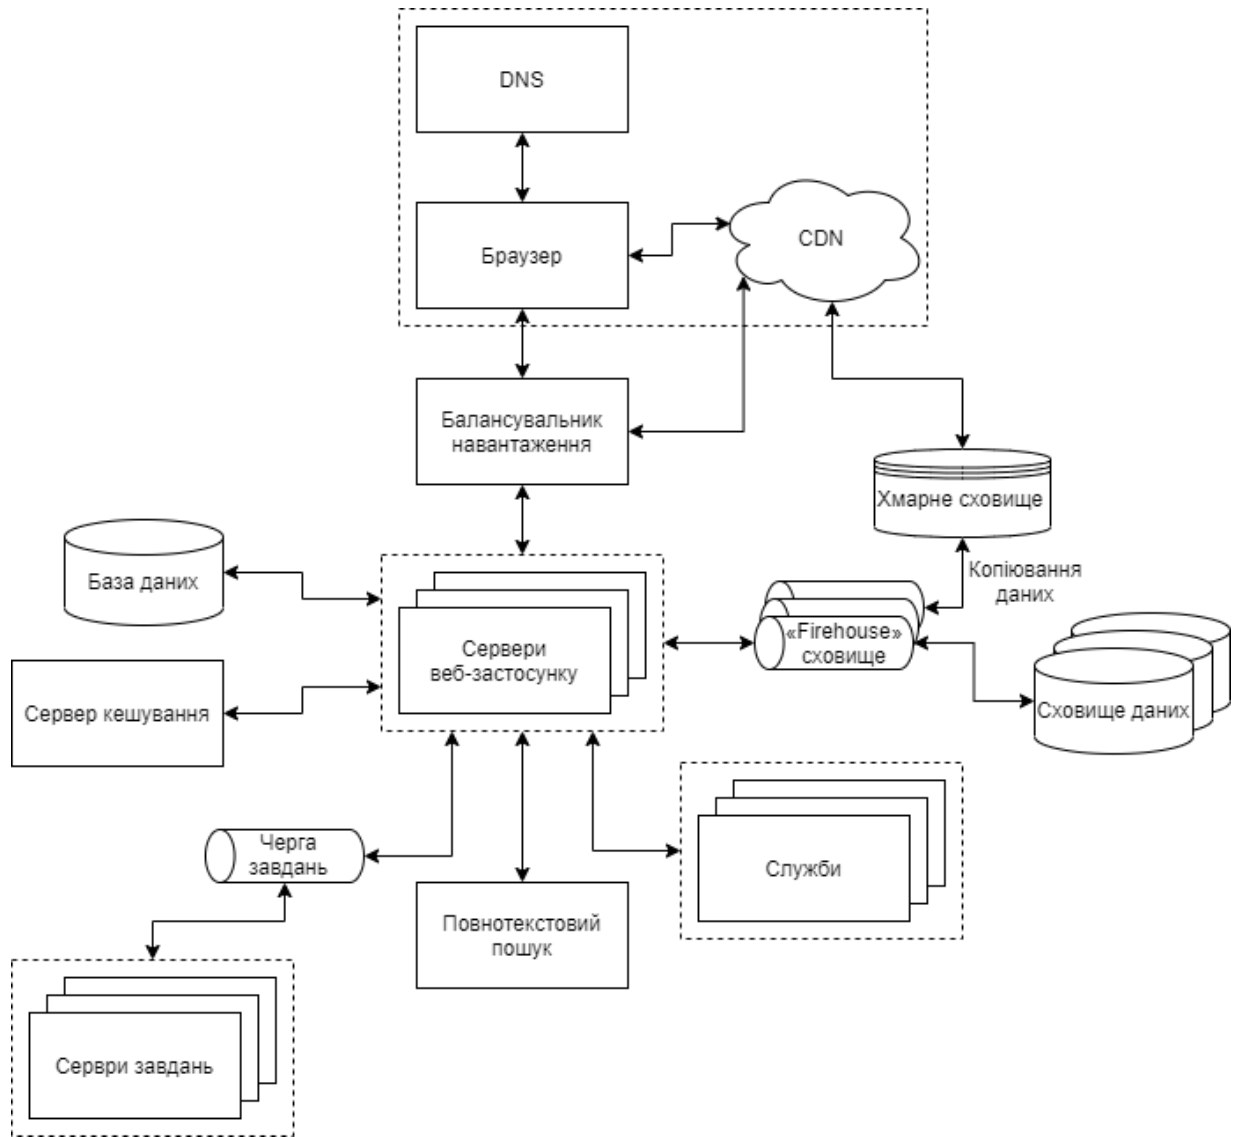 DNS
Браузер
CDN
Балансувальник
навантаження
Хмарне сховище
Копіювання
даних
База даних
Сервери
веб-застосунку
«Firehouse»
сховище
Сховище даних
Сервер кешування
Черга
завдань
Служби
Повнотекстовий
пошук
Серври завдань